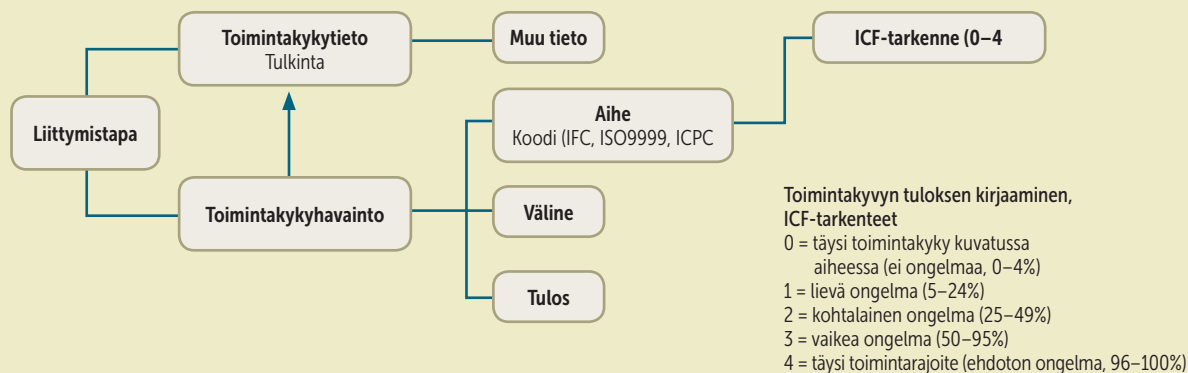 Toimintakykytieto
Tulkinta
Muu tieto
ICF-tarkenne (0–4
Liittymistapa
Aihe
Koodi (IFC, ISO9999, ICPC
Toimintakykyhavainto
Väline
Tulos
Toimintakyvyn tuloksen kirjaaminen,
ICF-tarkenteet
0 = täysi toimintakyky kuvatussa
aiheessa (ei ongelmaa, 0–4%)
1 = lievä ongelma (5–24%)
2 = kohtalainen ongelma (25–49%)
3 = vaikea ongelma (50–95%)
4 = täysi toimintarajoite (ehdoton ongelma, 96–100%)